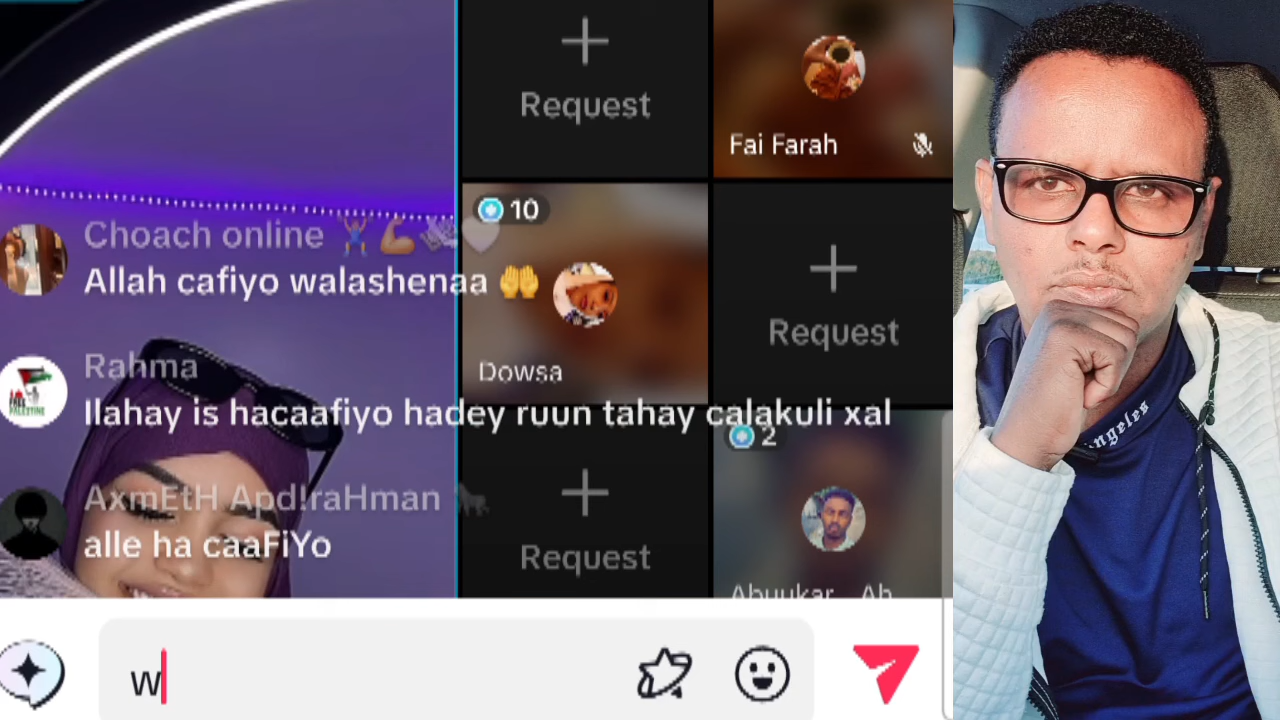 Request
Fai Farah
10
Choach online
Allah cafiyo walashenaa
Request
Dowsa
Rahma
Ilahay is hacaafiyo hadey ruun tahay calakuli xal
2
AxmEtH Apd!raHman
alle ha caaFiYo
Request
w